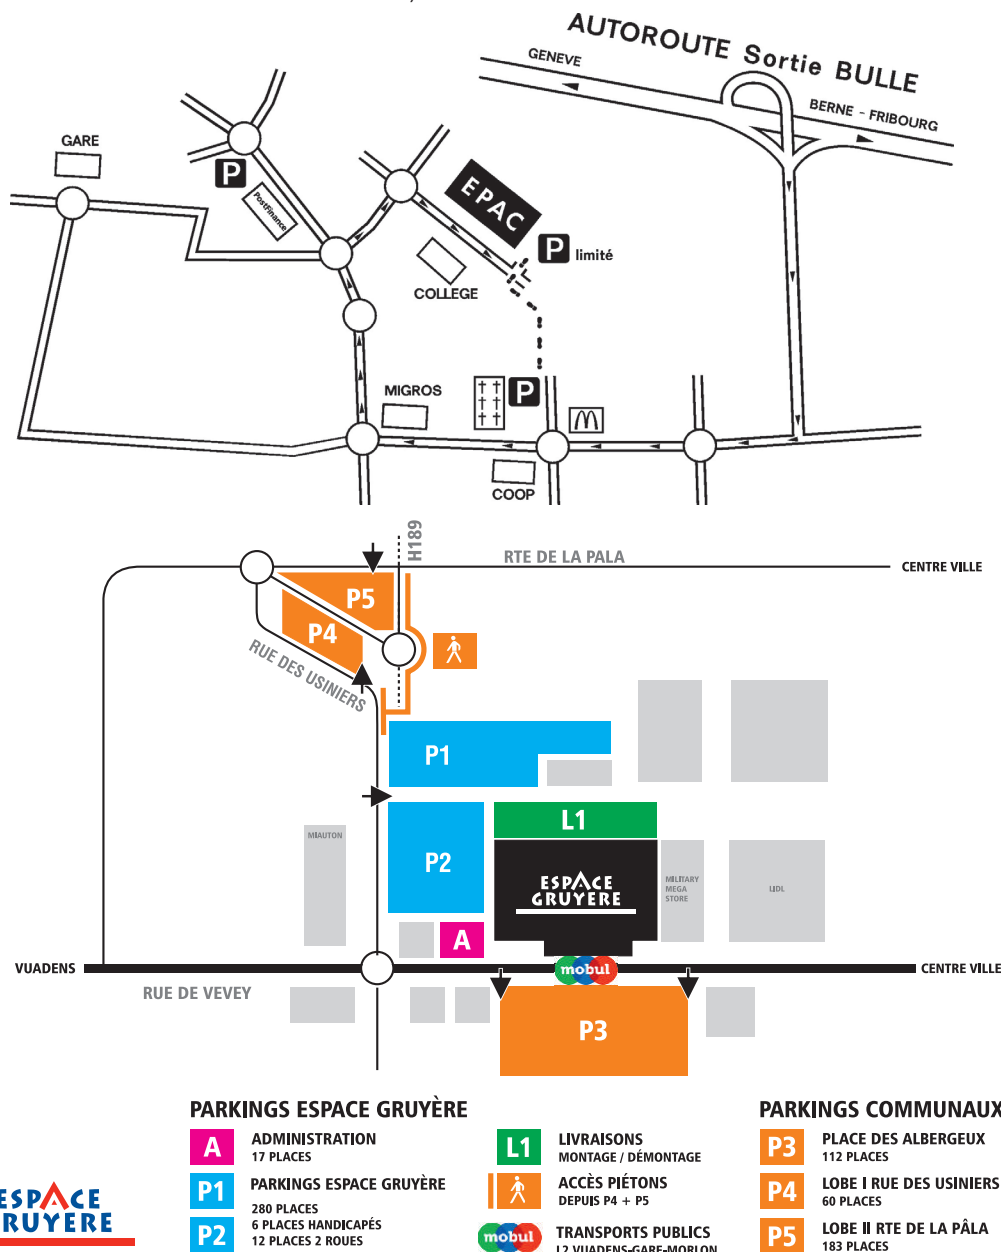 AUTOROUTE Sortie BULLE
GENEVE
BERNE - FRIBOURG
GARE
P
PostFinance
EPAC
P limité
COLLEGE
MIGROS
P
COOP
H189
RTE DE LA PALA
CENTRE VILLE
P5
P4
RUE DES USINIERS
P1
L1
MIAUTON
P2
ESPACE
GRUYERE
MILITARY
MEGA
STORE
LIDL
A
VUADENS
mobul
CENTRE VILLE
RUE DE VEVEY
P3
PARKINGS ESPACE GRUYÈRE
A ADMINISTRATION
17 PLACES
P1 PARKINGS ESPACE GRUYÈRE
280 PLACES
P2 6 PLACES HANDICAPÉS
12 PLACES 2 ROUES
L1 LIVRAISONS
MONTAGE / DÉMONTAGE
ACCÈS PIÉTONS
DEPUIS P4 + P5
mobul TRANSPORTS PUBLICS
L2 VUADENS-GARE-MORLON
PARKINGS COMMUNAUX
P3 PLACE DES ALBERGEUX
112 PLACES
P4 LOBE I RUE DES USINIERS
60 PLACES
P5 LOBE II RTE DE LA PÂLA
183 PLACES
ESPACE
GRUYERE